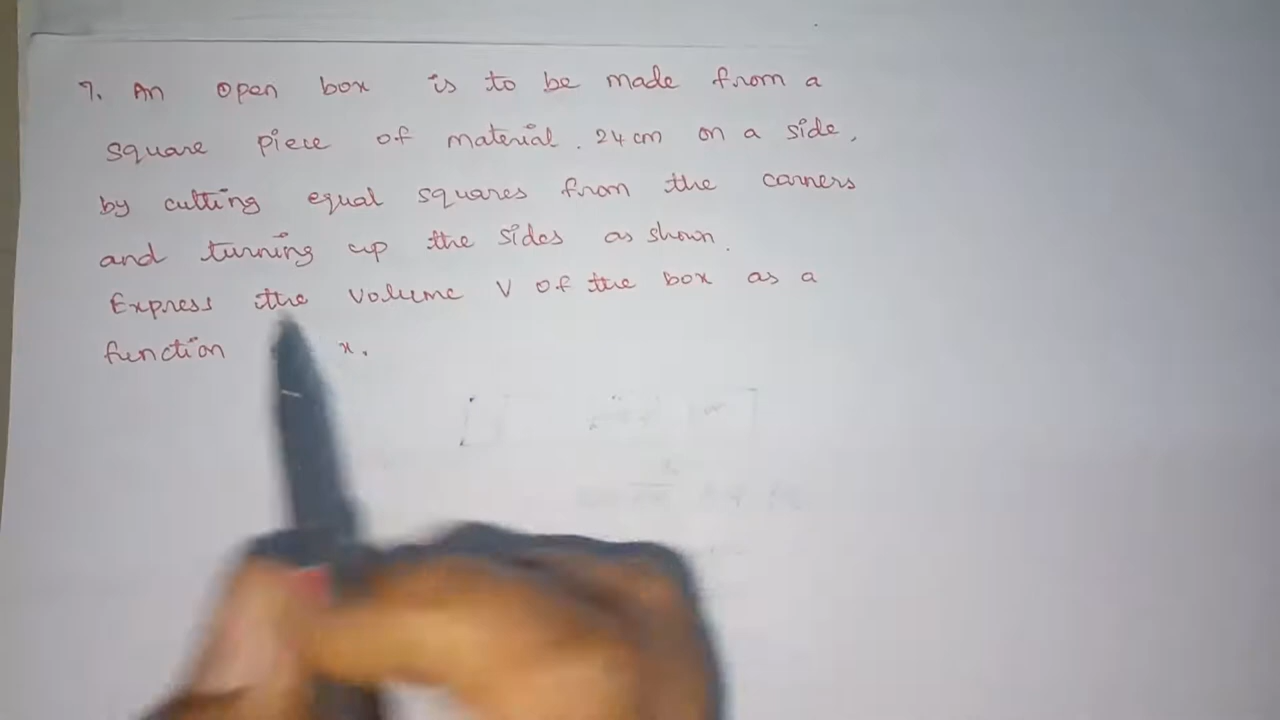 7. An open box is to be made from a
square piece of material. 24 cm on a side,
by cutting equal squares from the corners
and turning up the sides as shown.
Express the volume V of the box as a
function x.